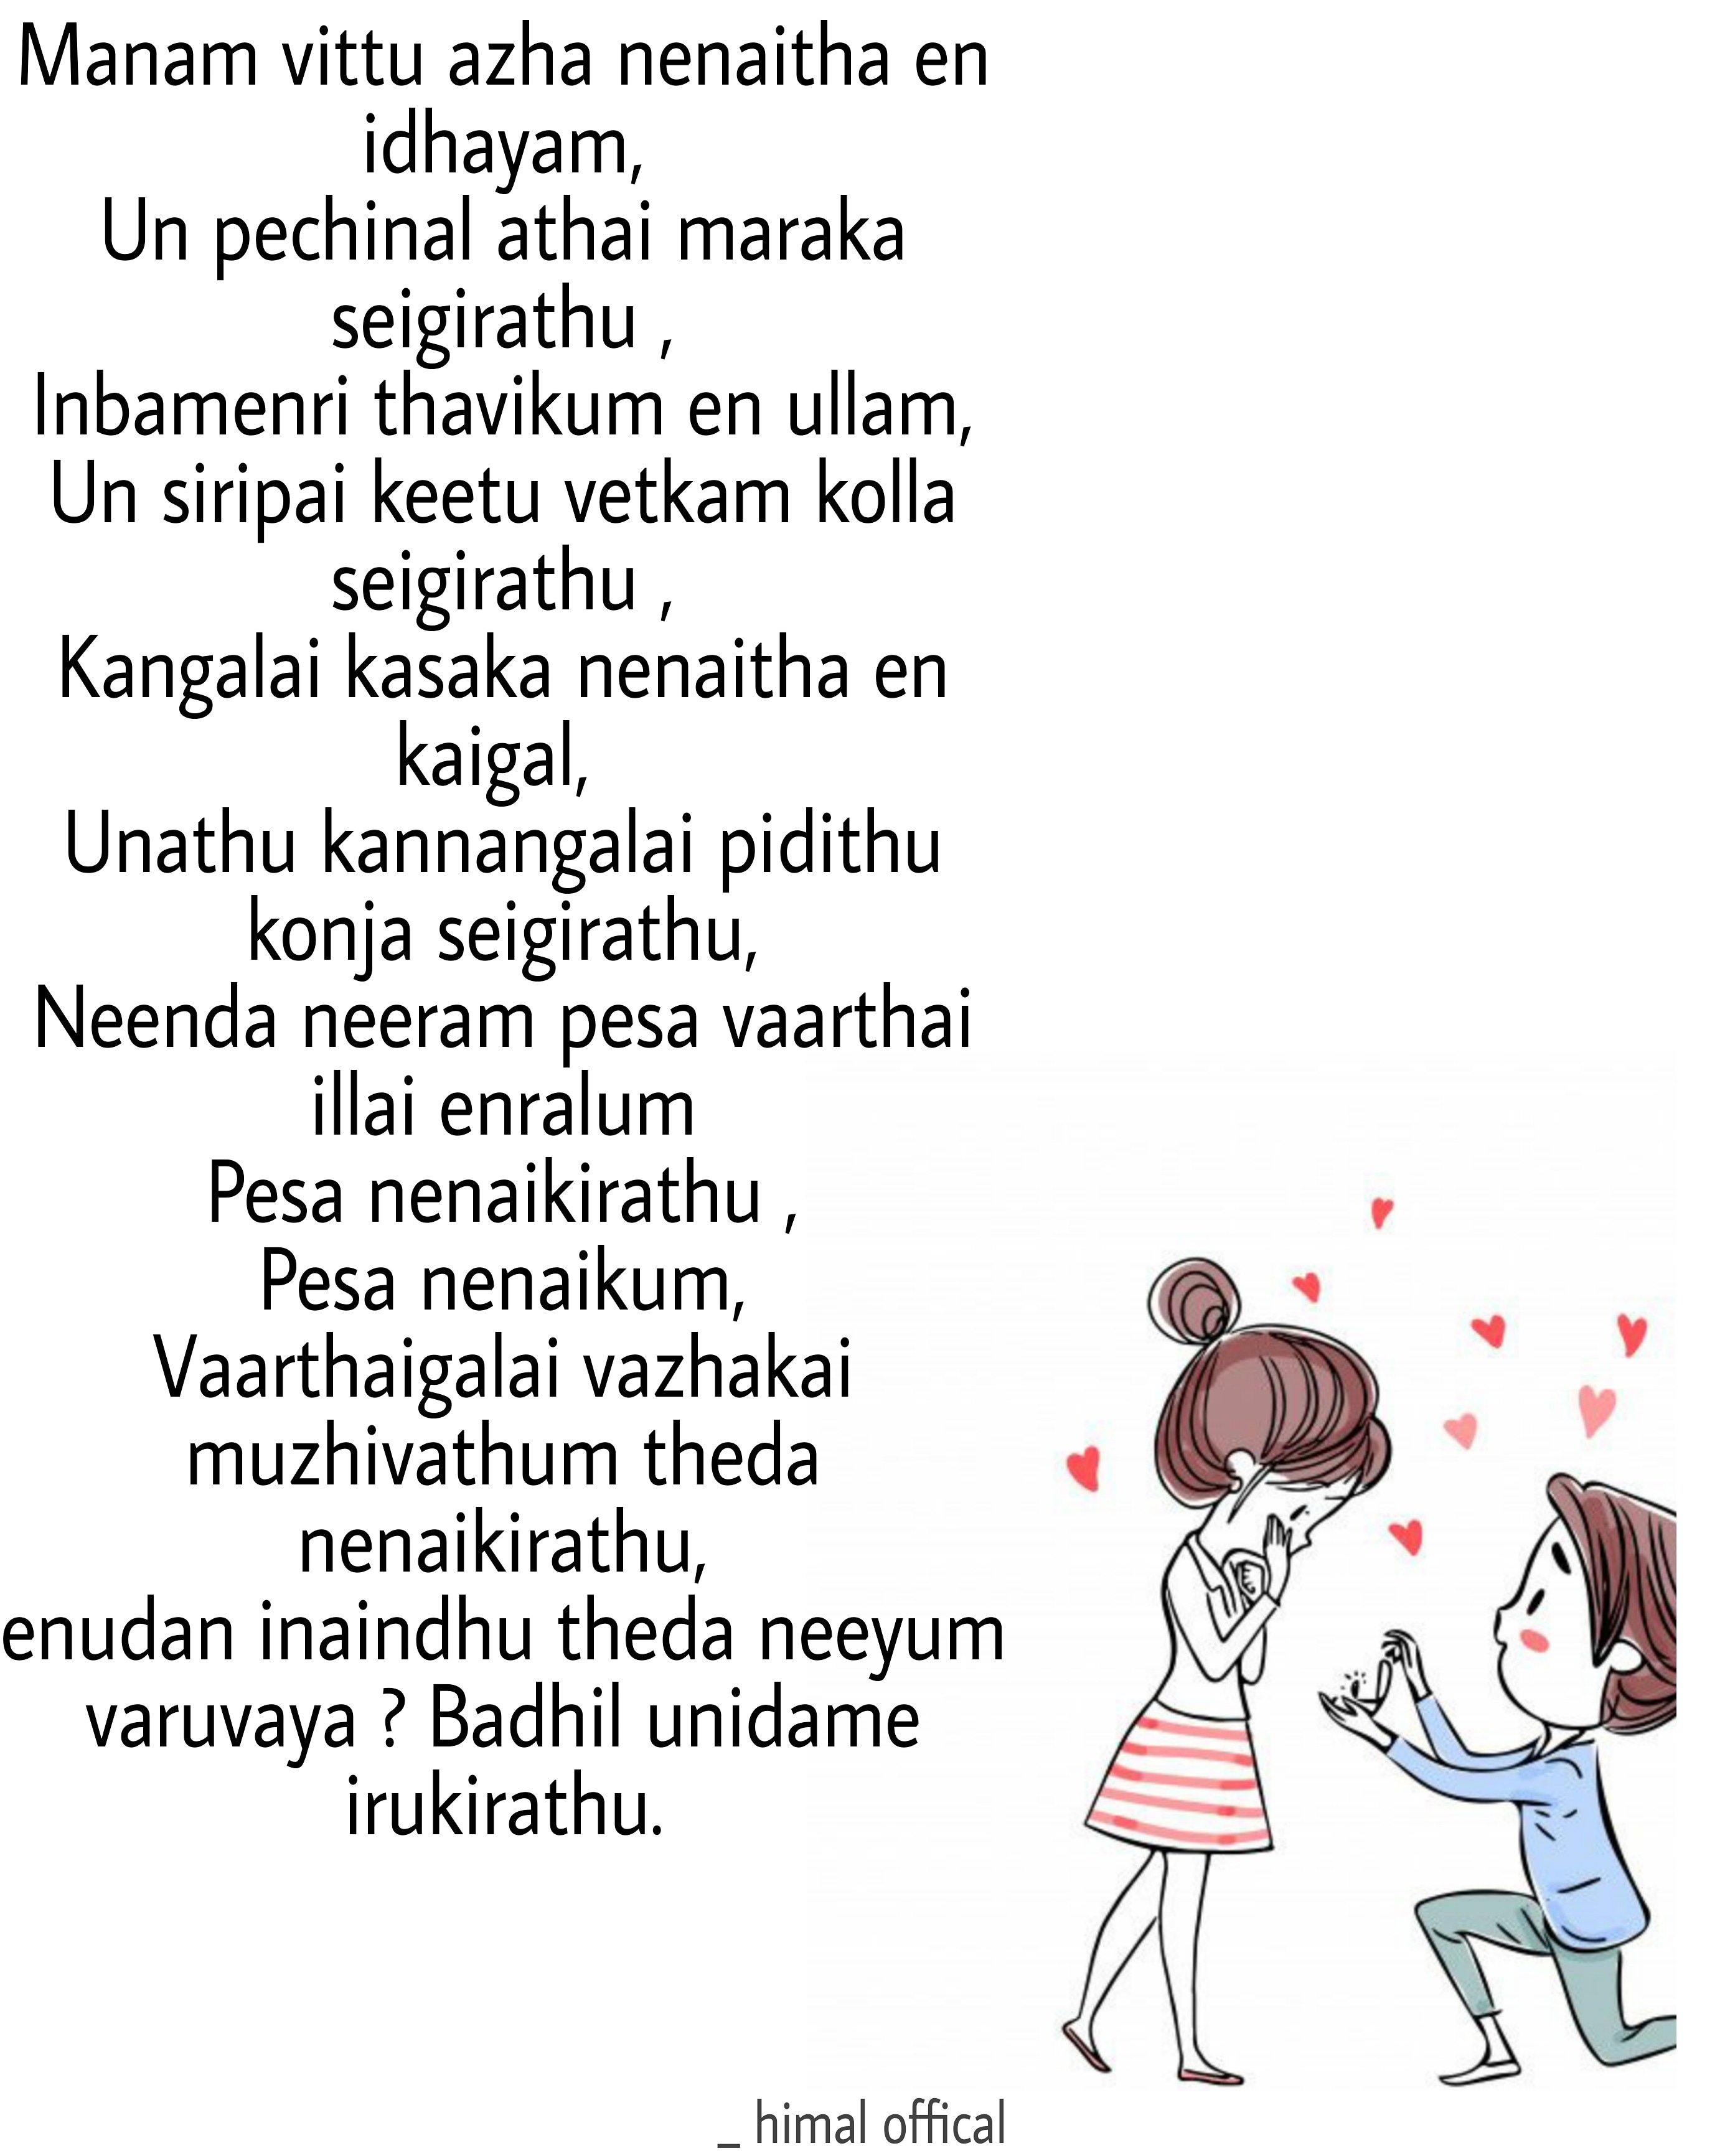 Manam vittu azha nenaitha en
idhayam,
Un pechinal athai maraka
seigirathu ,
Inbamenri thavikum en ullam,
Un siripai keetu vetkam kolla
seigirathu ,
Kangalai kasaka nenaitha en
kaigal,
Unathu kannangalai pidithu
konja seigirathu,
Neenda neeram pesa vaarthai
illai enralum
Pesa nenaikirathu ,
Pesa nenaikum,
Vaarthaigalai vazhakai
muzhivathum theda
nenaikirathu,
enudan inaindhu theda neeyum
varuvaya ? Badhil unidame
irukirathu.
_ himal offical